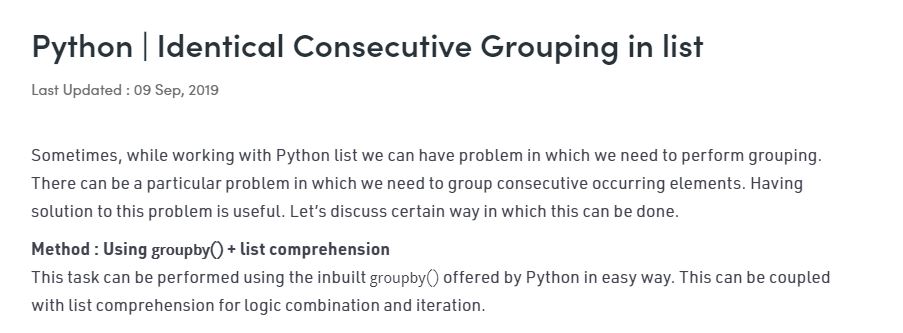 Python | Identical Consecutive Grouping in list
Last Updated : 09 Sep, 2019
Sometimes, while working with Python list we can have problem in which we need to perform grouping.
There can be a particular problem in which we need to group consecutive occurring elements. Having
solution to this problem is useful. Let’s discuss certain way in which this can be done.
Method : Using groupby() + list comprehension
This task can be performed using the inbuilt groupby() offered by Python in easy way. This can be coupled
with list comprehension for logic combination and iteration.